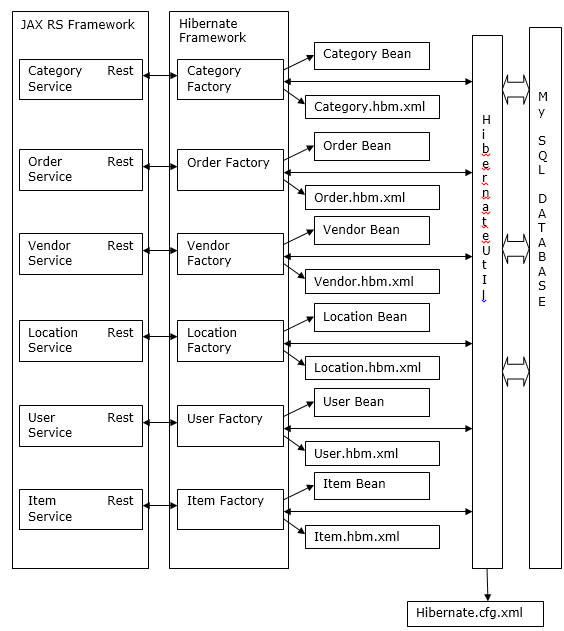 JAX RS Framework
Hibernate
Framework
Category Rest
Service
Category
Factory
Category Bean
Category.hbm.xml
Order Rest
Service
Order Factory
Order Bean
Order.hbm.xml
Vendor Rest
Service
Vendor
Factory
Vendor Bean
Vendor.hbm.xml
Location Rest
Service
Location
Factory
Location Bean
Location.hbm.xml
User Rest
Service
User Factory
User Bean
User.hbm.xml
Item Rest
Service
Item Factory
Item Bean
Item.hbm.xml
HibernateUtIl
My SQL DATABASE
Hibernate.cfg.xml